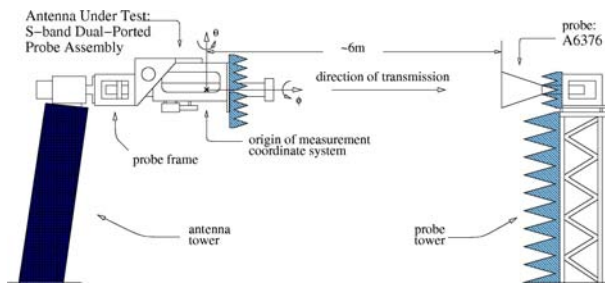 Antenna Under Test:
S-band Dual-Ported
Probe Assembly
θ
~6m
probe:
A6376
direction of transmission
ϕ
origin of measurement
coordinate system
probe frame
antenna
tower
probe
tower